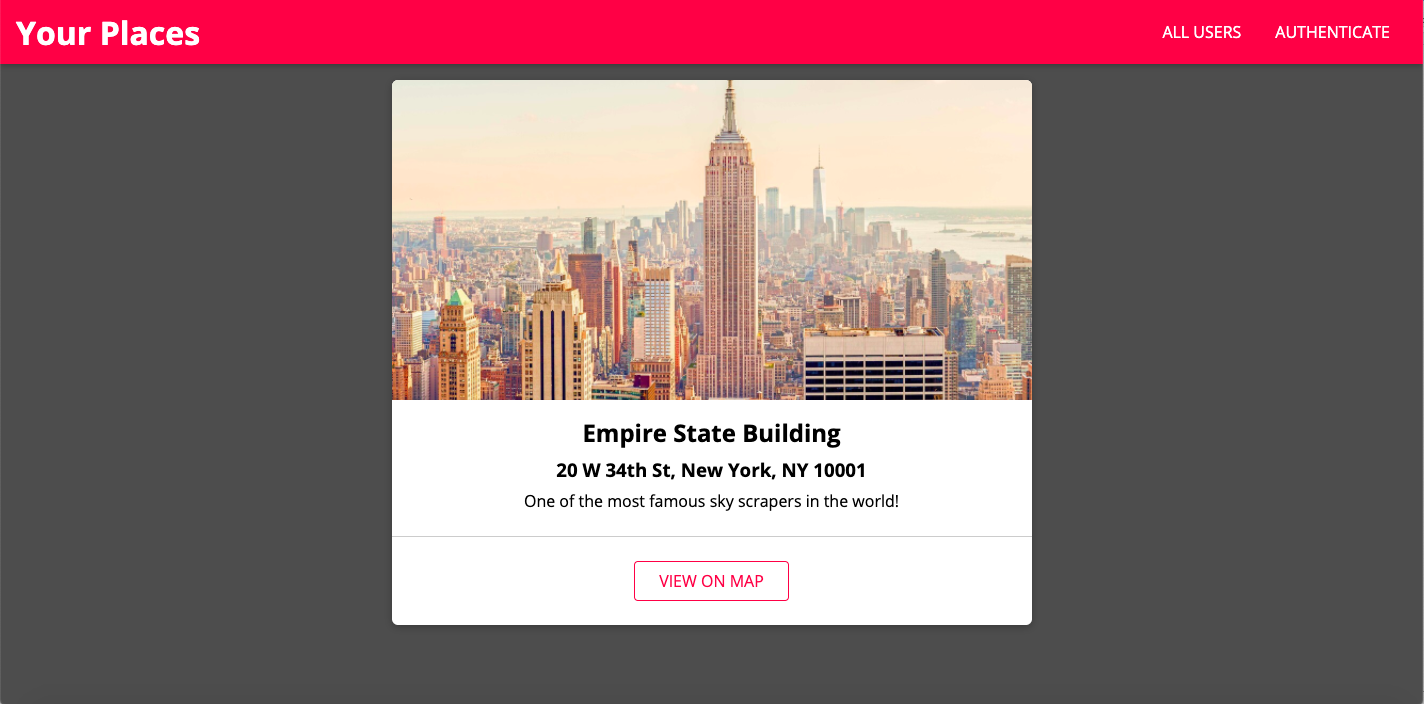 Your Places
ALL USERS AUTHENTICATE
Empire State Building
20 W 34th St, New York, NY 10001
One of the most famous sky scrapers in the world!
VIEW ON MAP